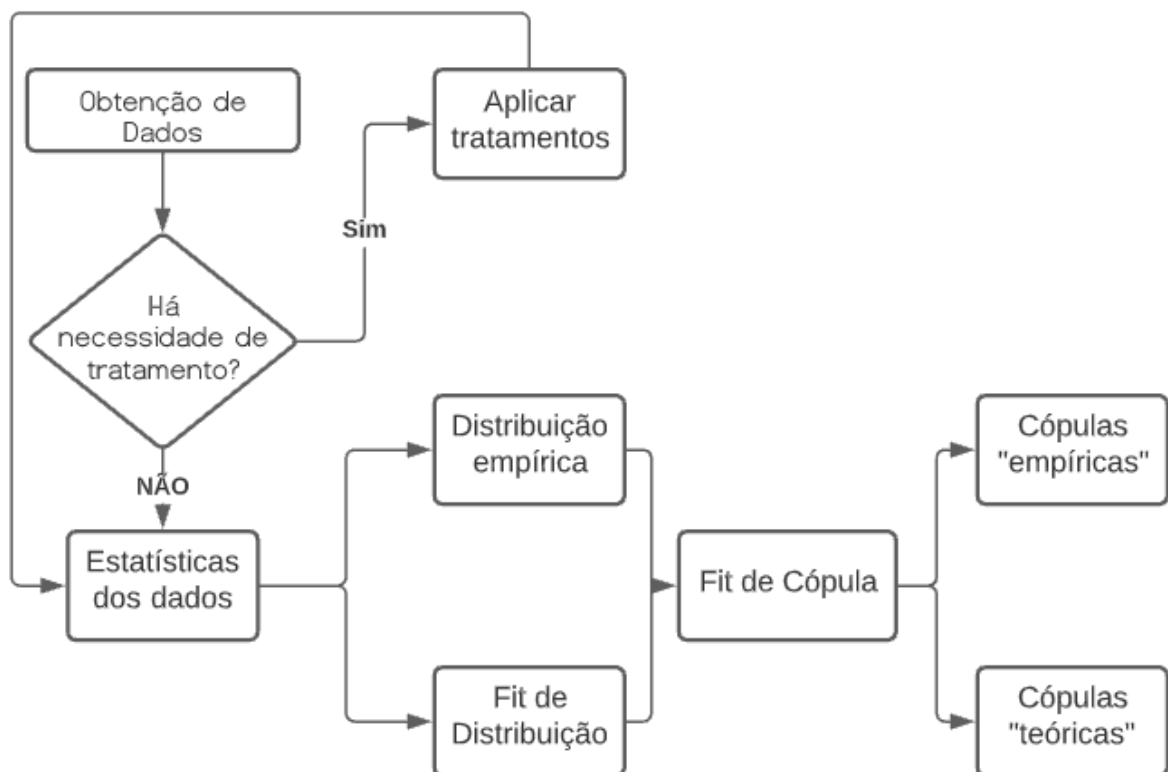 Obtenção de
Dados
Aplicar
tratamentos
Sim
Há
necessidade de
tratamento?
NÃO
Estatísticas
dos dados
Distribuição
empírica
Fit de
Distribuição
Fit de Cópula
Cópulas
"empíricas"
Cópulas
"teóricas"